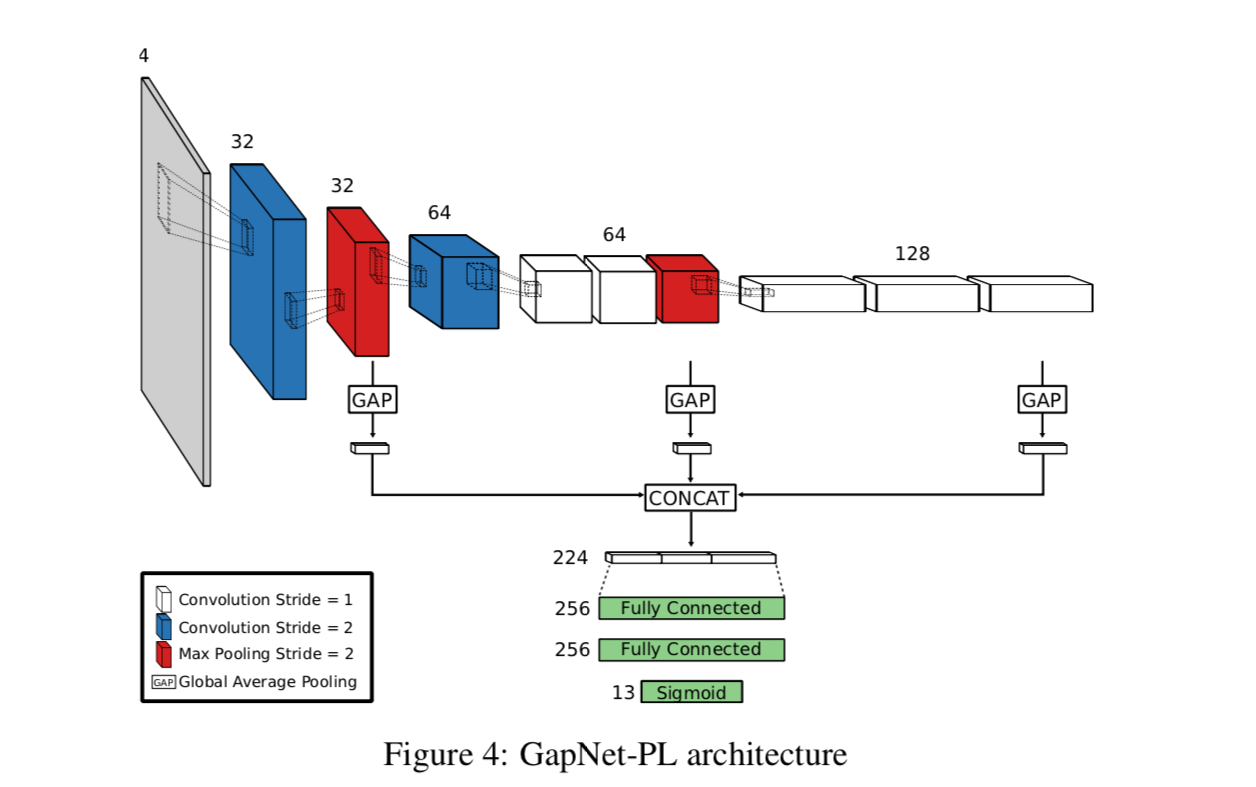 4
32
32
64
64
128
GAP
GAP
GAP
CONCAT
224
256 Fully Connected
256 Fully Connected
13 Sigmoid
Convolution Stride = 1
Convolution Stride = 2
Max Pooling Stride = 2
GAP Global Average Pooling
Figure 4: GapNet-PL architecture